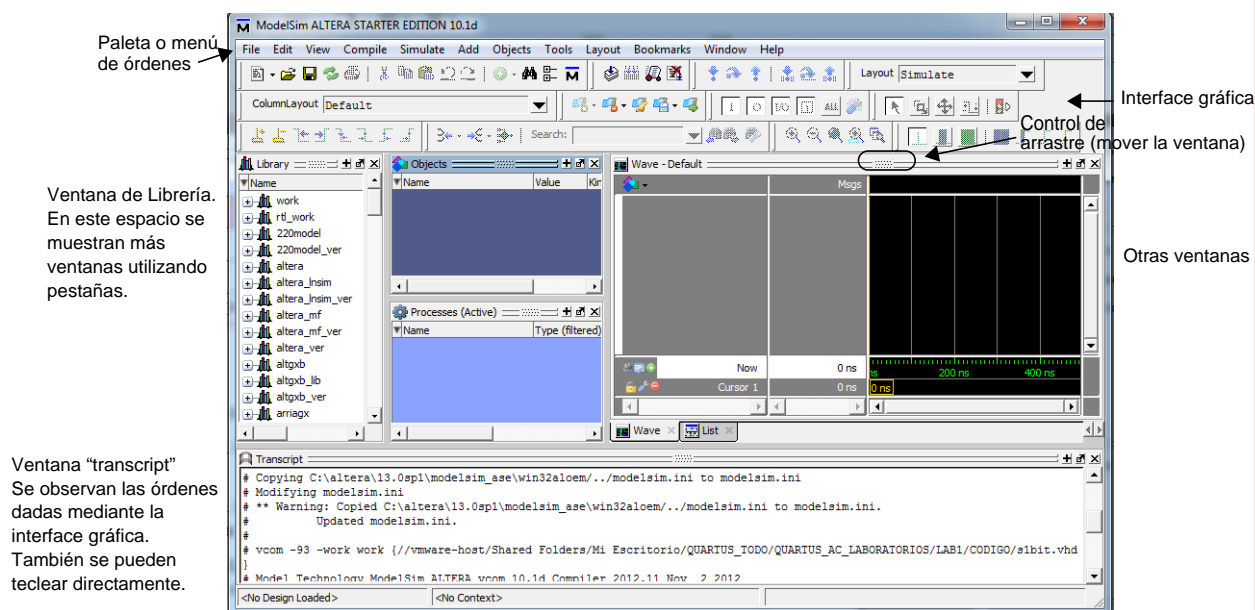 ModelSim ALTERA STARTER EDITION 10.1d
Paleta o menú
de órdenes
File Edit View Compile Simulate Add Objects Tools Layout Bookmarks Window Help
Layout Simulate
ColumnLayout Default
ALL
Interface gráfica
Search:
Control de
arrastre (mover la ventana)
Library
Name
work
rtl_work
220model
220model_ver
altera
altera_lnsim
altera_lnsim_ver
altera_mf
altera_mf_ver
altera_ver
altgxb
altgxb_lib
altgxb_ver
arriagx
Objects
Name Value Kin
Processes (Active)
Name Type (filtered)
Wave - Default
Msgs
Now 0 ns
Cursor 1 0 ns
ns 200 ns 400 ns
0 ns
Wave List
Ventana de Librería.
En este espacio se
muestran más
ventanas utilizando
pestañas.
Otras ventanas
Ventana “transcript”
Se observan las órdenes
dadas mediante la
interface gráfica.
También se pueden
teclear directamente.
Transcript
# Copying C:\altera\13.0sp1\modelsim_ase\win32aloem/../modelsim.ini to modelsim.ini
# Modifying modelsim.ini
# ** Warning: Copied C:\altera\13.0sp1\modelsim_ase\win32aloem/../modelsim.ini to modelsim.ini.
# Updated modelsim.ini.
#
# vcom -93 -work work {//vmware-host/Shared Folders/Mi Escritorio/QUARTUS_TODO/QUARTUS_AC_LABORATORIOS/LAB1/CODIGO/s1bit.vhd
}
# Model Technology ModelSim ALTERA vcom 10.1d Compiler 2012.11 Nov 2 2012
<No Design Loaded> <No Context>